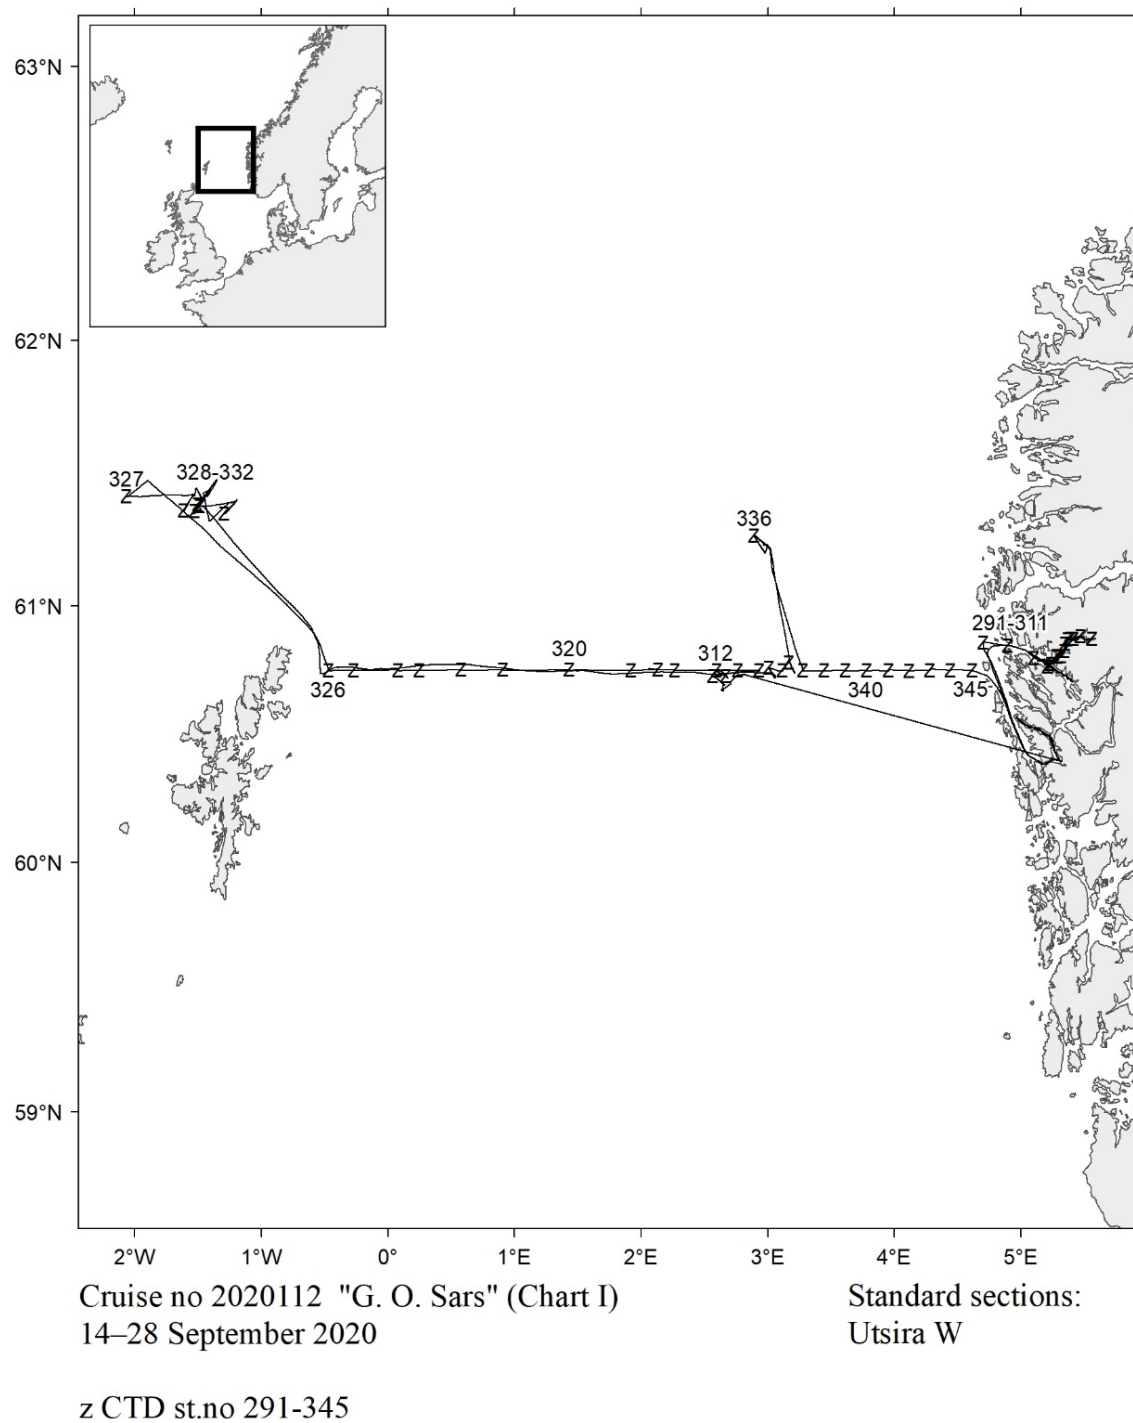 63°N
62°N
327
328-332
336
61°N
291-311
320
312
326
340
345
60°N
59°N
2°W 1°W 0° 1°E 2°E 3°E 4°E 5°E
Cruise no 2020112 "G. O. Sars" (Chart I)
14–28 September 2020
Standard sections:
Utsira W
z CTD st.no 291-345